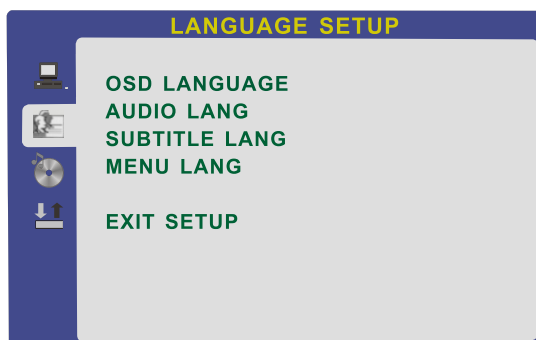 LANGUAGE SETUP
OSD LANGUAGE
AUDIO LANG
SUBTITLE LANG
MENU LANG
EXIT SETUP